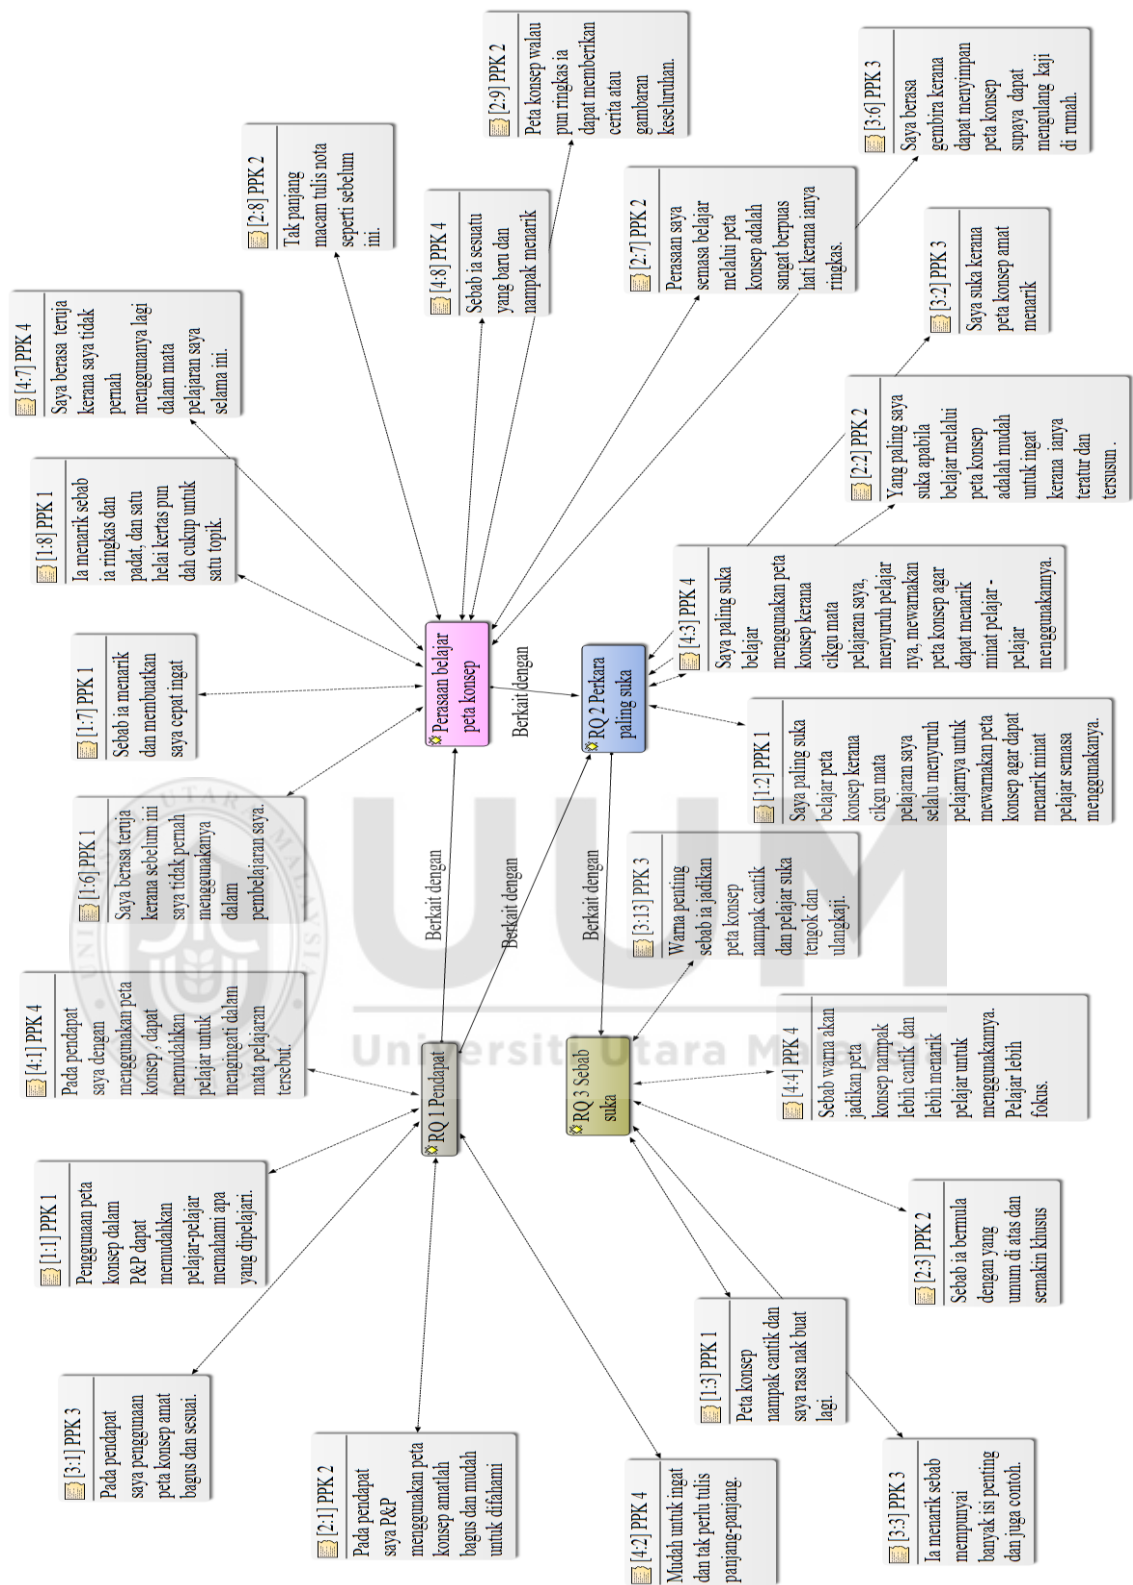 [3:1] PPK 3
Pada pendapat
saya penggunaan
peta konsep amat
bagus dan sesuai.
[1:1] PPK 1
Penggunaan peta
konsep dalam
P&P dapat
memudahkan
pelajar-pelajar
memahami apa
yang dipelajari.
[4:1] PPK 4
Pada pendapat
saya dengan
menggunakan peta
konsep , dapat
memudahkan
pelajar untuk
mengingati dalam
mata pelajaran
tersebut.
[1:6] PPK 1
Saya berasa teruja
kerana sebelum ini
saya tidak pernah
menggunakanya
dalam
pembelajaran saya.
[1:7] PPK 1
Sebab ia menarik
dan membuatkan
saya cepat ingat
[1:8] PPK 1
Ia menarik sebab
ia ringkas dan
padat, dan satu
helai kertas pun
dah cukup untuk
satu topik.
[4:7] PPK 4
Saya berasa teruja
kerana saya tidak
pernah
menggunanya lagi
dalam mata
pelajaran saya
selama ini.
[2:8] PPK 2
Tak panjang
macam tulis nota
seperti sebelum
ini.
[2:1] PPK 2
Pada pendapat
saya P&P
menggunakan peta
konsep amatlah
bagus dan mudah
untuk difahami
RQ 1 Pendapat
Berkait dengan
Perasaan belajar
peta konsep
[4:8] PPK 4
Sebab ia sesuatu
yang baru dan
nampak menarik
[2:9] PPK 2
Peta konsep walau
pun ringkas ia
dapat memberikan
cerita atau
gambaran
keseluruhan.
Berkait dengan
Berkait dengan
[4:2] PPK 4
Mudah untuk ingat
dan tak perlu tulis
panjang-panjang.
RQ 3 Sebab
suka
Berkait dengan
RQ 2 Perkara
paling suka
[2:7] PPK 2
Perasaan saya
semasa belajar
melalui peta
konsep adalah
sangat berpuas
hati kerana ianya
ringkas.
[1:3] PPK 1
Peta konsep
nampak cantik dan
saya rasa nak buat
lagi.
[3:13] PPK 3
Warna penting
sebab ia jadikan
peta konsep
nampak cantik
dan pelajar suka
tengok dan
ulangkaji.
[1:2] PPK 1
Saya paling suka
belajar peta
konsep kerana
cikgu mata
pelajaran saya
selalu menyuruh
pelajarnya untuk
mewarnakan peta
konsep agar dapat
menarik minat
pelajar semasa
menggunakanya.
[4:3] PPK 4
Saya paling suka
belajar
menggunakan peta
konsep kerana
cikgu mata
pelajaran saya,
menyuruh pelajar
nya, mewarnakan
peta konsep agar
dapat menarik
minat pelajar -
pelajar
menggunakannya.
[3:3] PPK 3
Ia menarik sebab
mempunyai
banyak isi penting
dan juga contoh.
[2:3] PPK 2
Sebab ia bermula
dengan yang
umum di atas dan
semakin khusus
[4:4] PPK 4
Sebab warna akan
jadikan peta
konsep nampak
lebih cantik dan
lebih menarik
pelajar untuk
menggunakannya.
Pelajar lebih
fokus.
[2:2] PPK 2
Yang paling saya
suka apabila
belajar melalui
peta konsep
adalah mudah
untuk ingat
kerana ianya
teratur dan
tersusun .
[3:2] PPK 3
Saya suka kerana
peta konsep amat
menarik
[3:6] PPK 3
Saya berasa
gembira kerana
dapat menyimpan
peta konsep
supaya dapat
mengulang kaji
di rumah.
UUM
Universiti Utara Malaysia
UNIVERSITI UTARA MALAYSIA